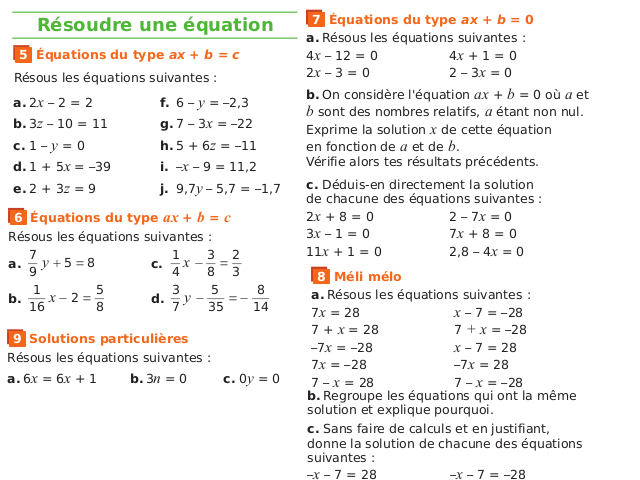 Résoudre une équation
5 Équations du type ax + b = c
Résous les équations suivantes :
a. 2x – 2 = 2 f. 6 – y = –2,3
b. 3z – 10 = 11 g. 7 – 3x = –22
c. 1 – y = 0 h. 5 + 6z = –11
d. 1 + 5x = –39 i. –x – 9 = 11,2
e. 2 + 3z = 9 j. 9,7y – 5,7 = –1,7
6 Équations du type ax + b = c
Résous les équations suivantes :
a. 7/9 y + 5 = 8 c. 1/4 x – 3/8 = 2/3
b. 1/16 x – 2 = 5/8 d. 3/7 y – 5/35 = – 8/14
9 Solutions particulières
Résous les équations suivantes :
a. 6x = 6x + 1 b. 3n = 0 c. 0y = 0
7 Équations du type ax + b = 0
a. Résous les équations suivantes :
4x – 12 = 0 4x + 1 = 0
2x – 3 = 0 2 – 3x = 0
b. On considère l'équation ax + b = 0 où a et
b sont des nombres relatifs, a étant non nul.
Exprime la solution x de cette équation
en fonction de a et de b.
Vérifie alors tes résultats précédents.
c. Déduis-en directement la solution
de chacune des équations suivantes :
2x + 8 = 0 2 – 7x = 0
3x – 1 = 0 7x + 8 = 0
11x + 1 = 0 2,8 – 4x = 0
8 Méli mélo
a. Résous les équations suivantes :
7x = 28 x – 7 = –28
7 + x = 28 7 + x = –28
–7x = –28 x – 7 = 28
7x = –28 –7x = 28
7 – x = 28 7 – x = –28
b. Regroupe les équations qui ont la même
solution et explique pourquoi.
c. Sans faire de calculs et en justifiant,
donne la solution de chacune des équations
suivantes :
–x – 7 = 28 –x – 7 = –28